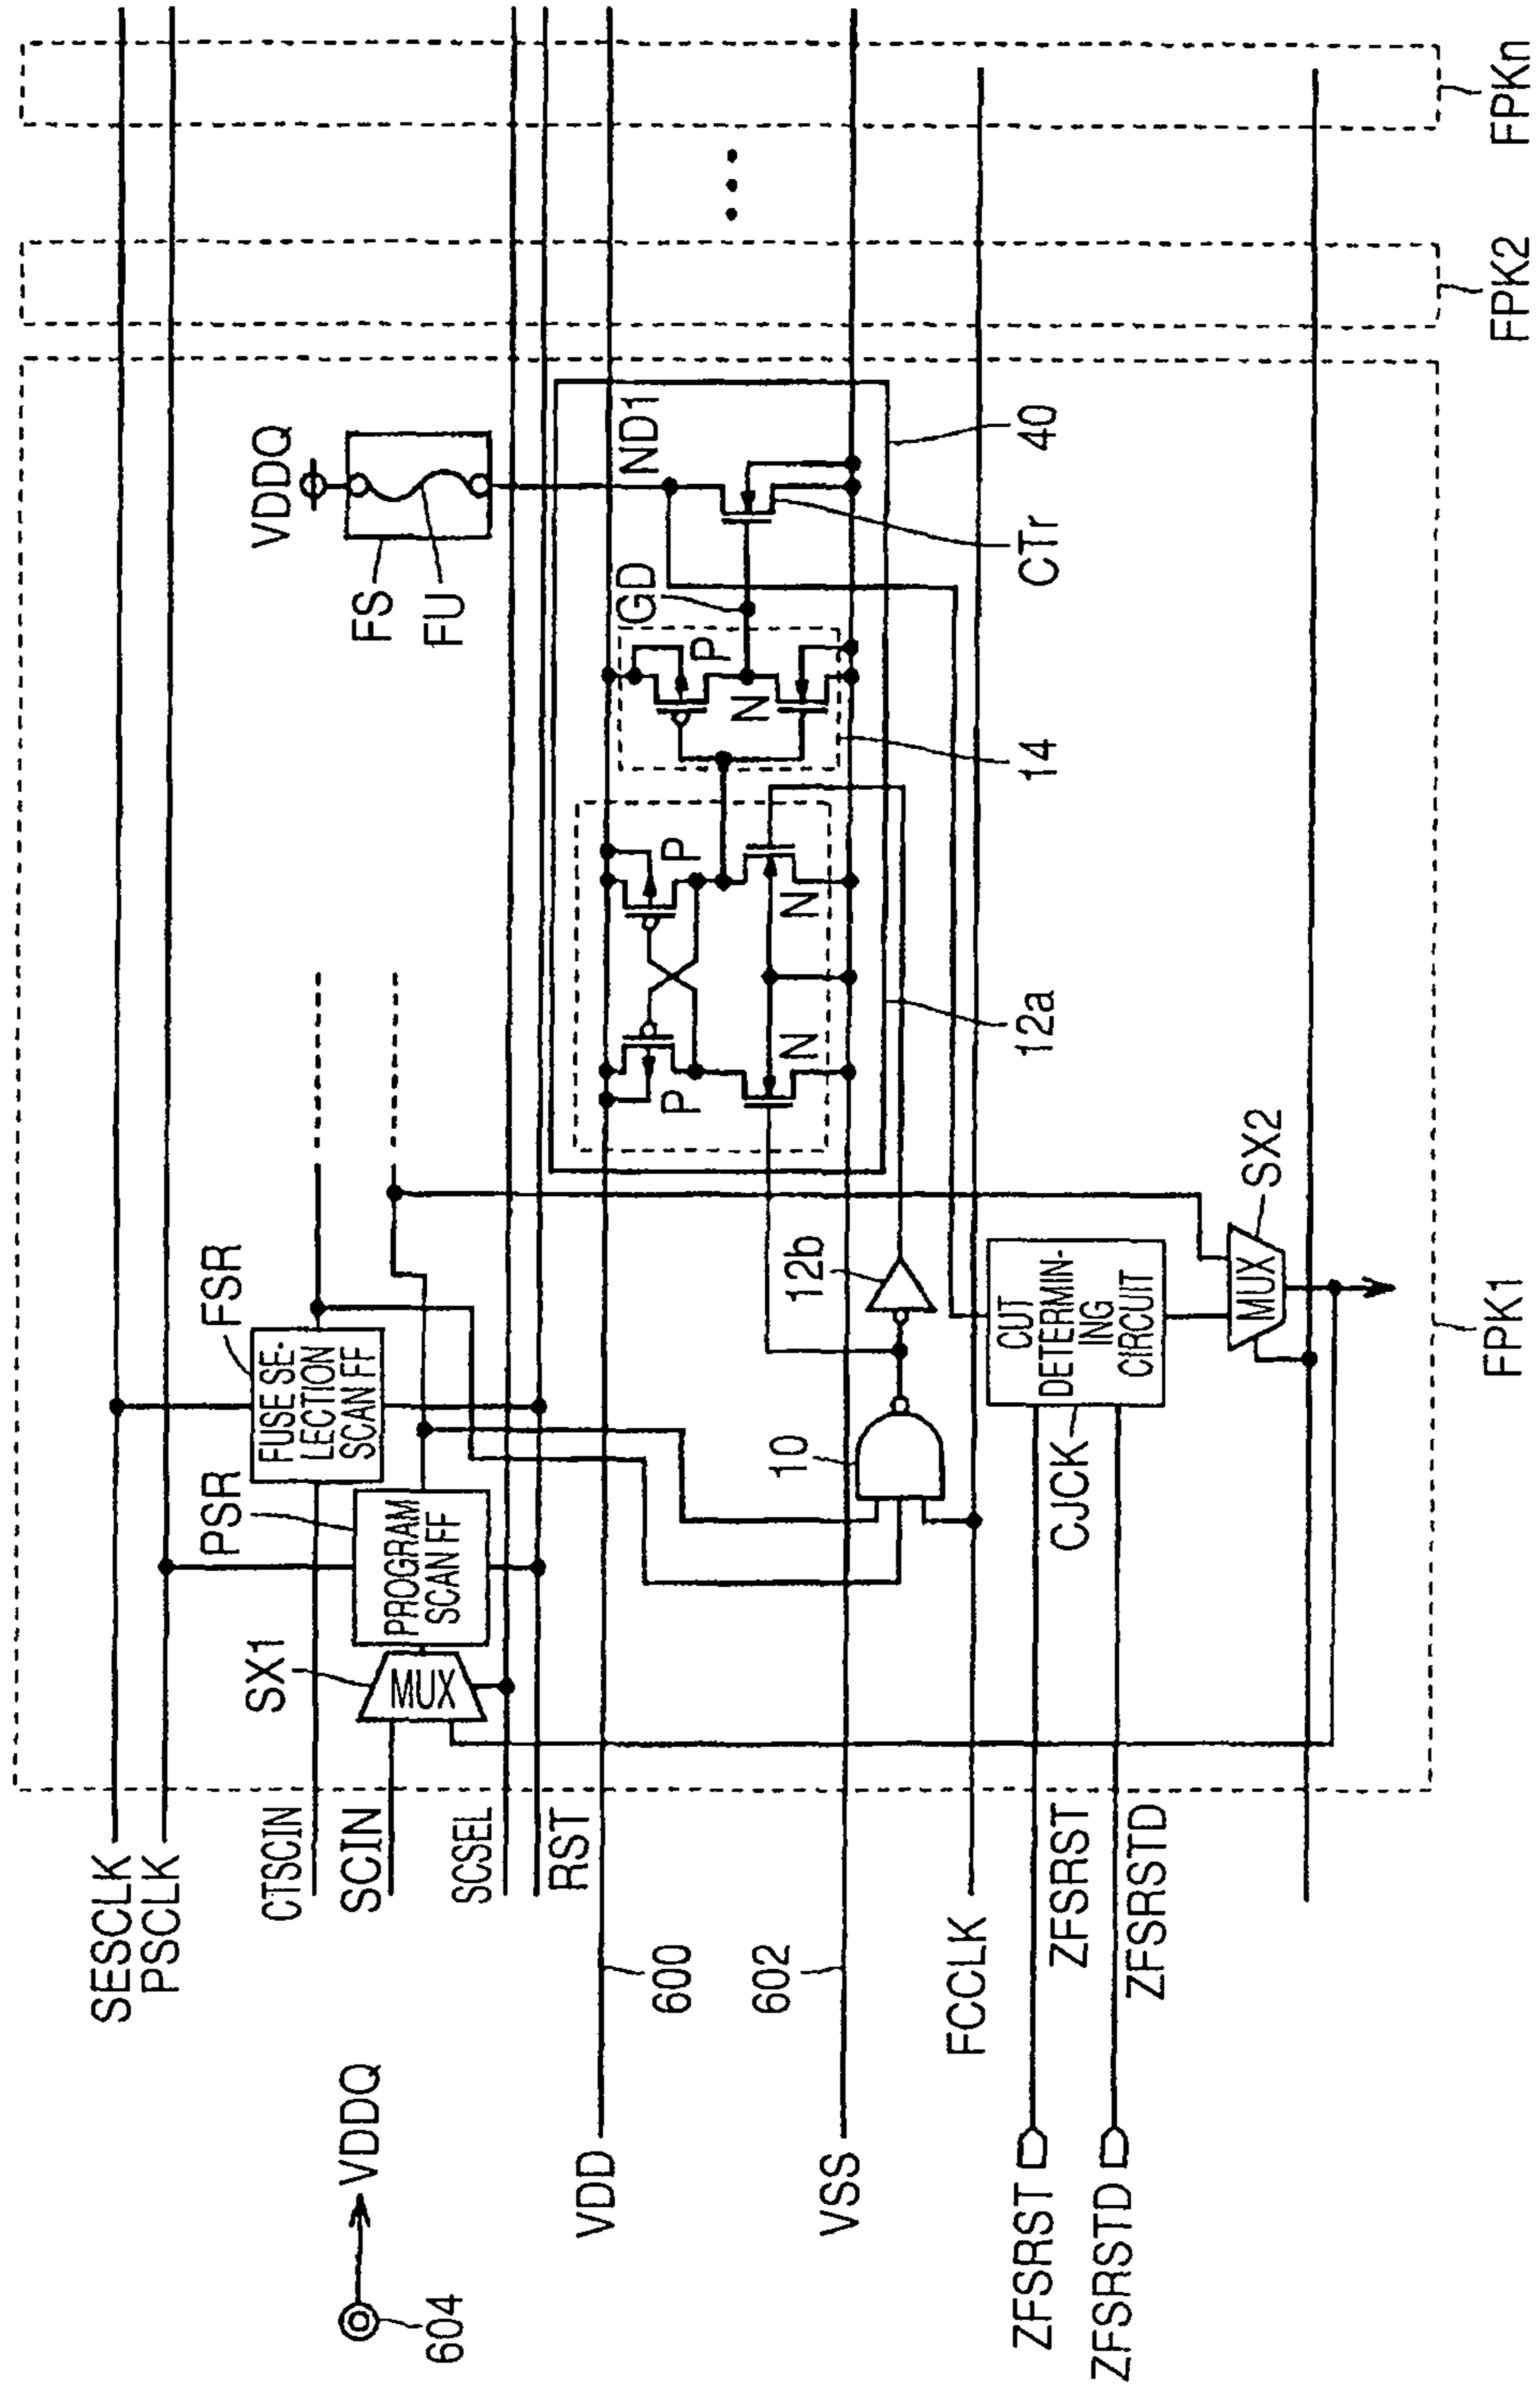 SESCLK
PSCLK
CTSCIN
SCIN
SCSEL
RST
604
VDDQ
VDD
600
VSS
602
FCCLK
ZFSRST
ZFSRST
ZFSRSTD
ZFSRSTD
SX1
MUX
PSR
PROGRAM
SCAN FF
FSR
FUSE SE-
LECTION
SCAN FF
10
12b
CJCK
CUT
DETERMIN-
ING
CIRCUIT
MUX
SX2
P
N
P
N
12a
P
N
14
GD
ND1
CTr
40
VDDQ
FS
FU
FPK1
FPK2
FPKn